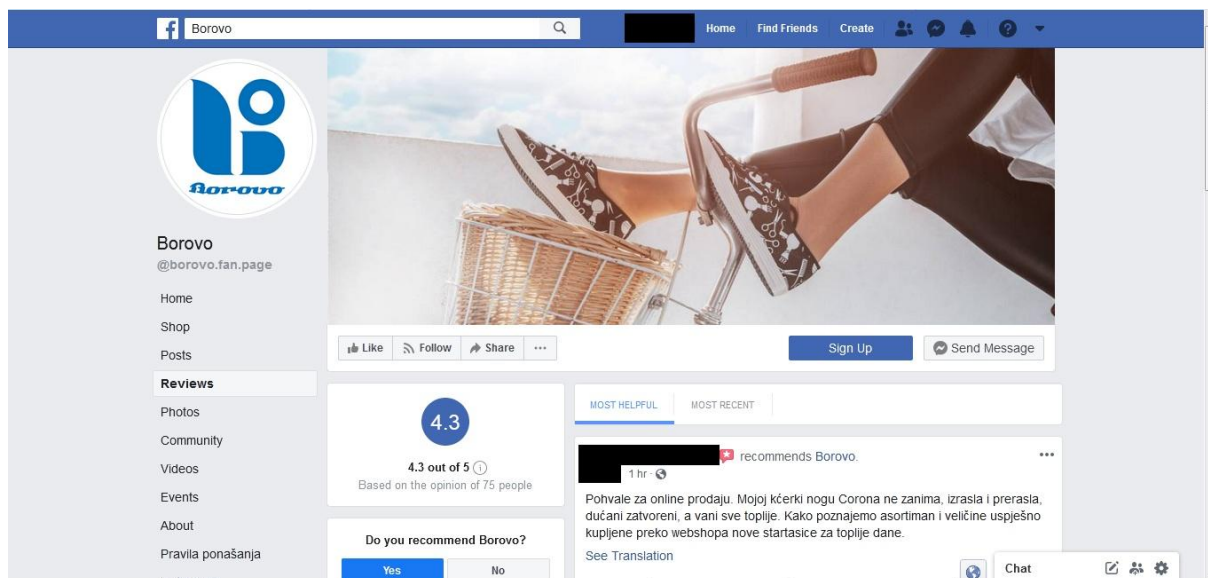 Borovo
Home Find Friends Create
Borovo
Borovo
@borovo.fan.page
Home
Shop
Posts
Reviews
Photos
Community
Videos
Events
About
Pravila ponašanja
Like Follow Share ...
Sign Up Send Message
4.3
4.3 out of 5
Based on the opinion of 75 people
Do you recommend Borovo?
Yes No
MOST HELPFUL MOST RECENT
recommends Borovo.
1 hr ·
Pohvale za online prodaju. Mojoj kćerki nogu Corona ne zanima, izrasla i prerasla,
dućani zatvoreni, a vani sve toplije. Kako poznajemo asortiman i veličine uspješno
kupljene preko webshopa nove startasice za toplije dane.
See Translation
Chat